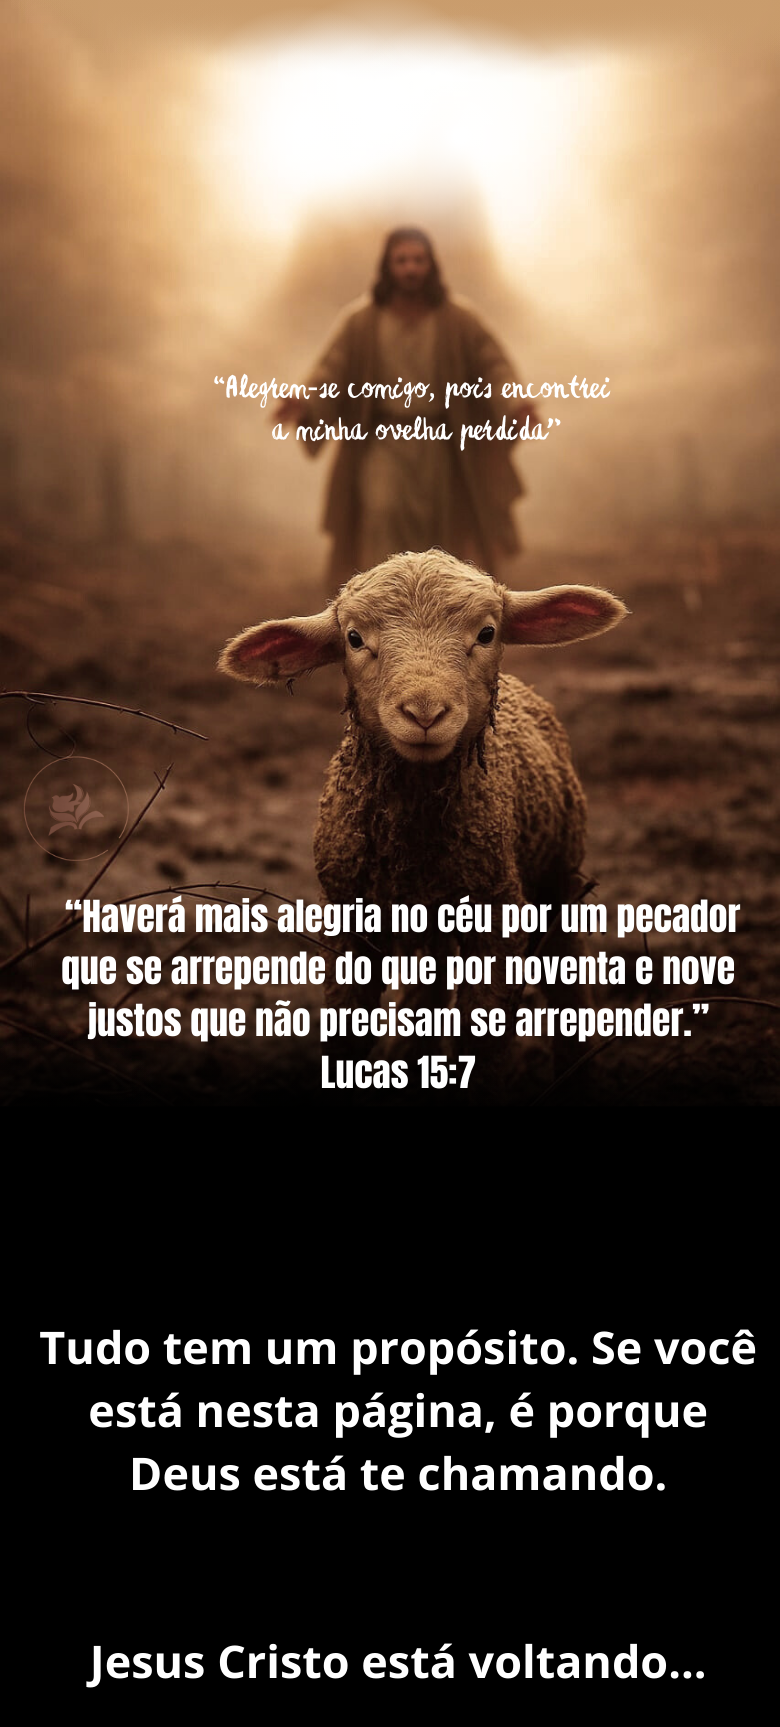 “Alegrem-se comigo, pois encontrei
a minha ovelha perdida”
“Haverá mais alegria no céu por um pecador
que se arrepende do que por noventa e nove
justos que não precisam se arrepender.”
Lucas 15:7
Tudo tem um propósito. Se você
está nesta página, é porque
Deus está te chamando.
Jesus Cristo está voltando...